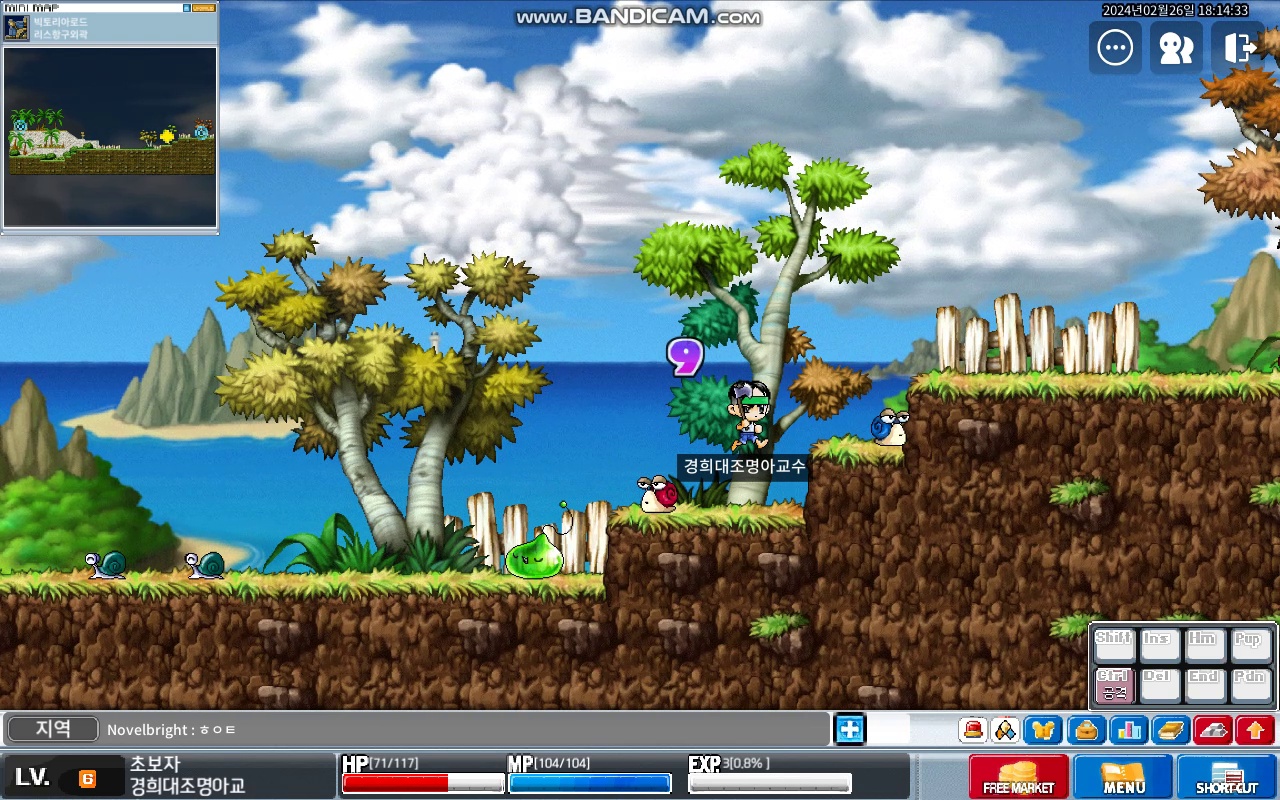 MINI MAP
WORLD
빅토리아로드
리스항구외곽
www.BANDICAM.com
2024년02월26일 18:14:33
9
경희대조명아교수
Shift Ins Hm Pup
Ctrl Del End Pdn
공격
지역 Novelbright : ㅎㅇㅌ
LV. 6
초보자
경희대조명아교
HP[71/117] MP[104/104] EXP 3[0.8% ]
FREE MARKET MENU SHORTCUT